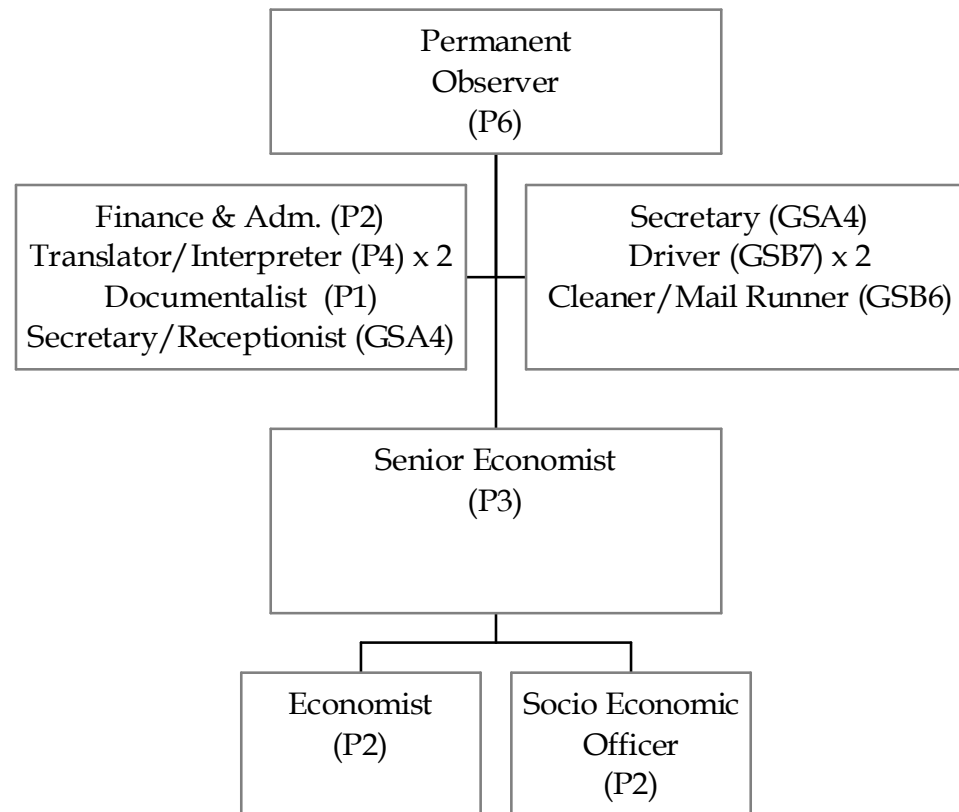 Permanent
Observer
(P6)
Finance & Adm. (P2)
Translator/Interpreter (P4) x 2
Documentalist (P1)
Secretary/Receptionist (GSA4)
Secretary (GSA4)
Driver (GSB7) x 2
Cleaner/Mail Runner (GSB6)
Senior Economist
(P3)
Economist
(P2)
Socio Economic
Officer
(P2)